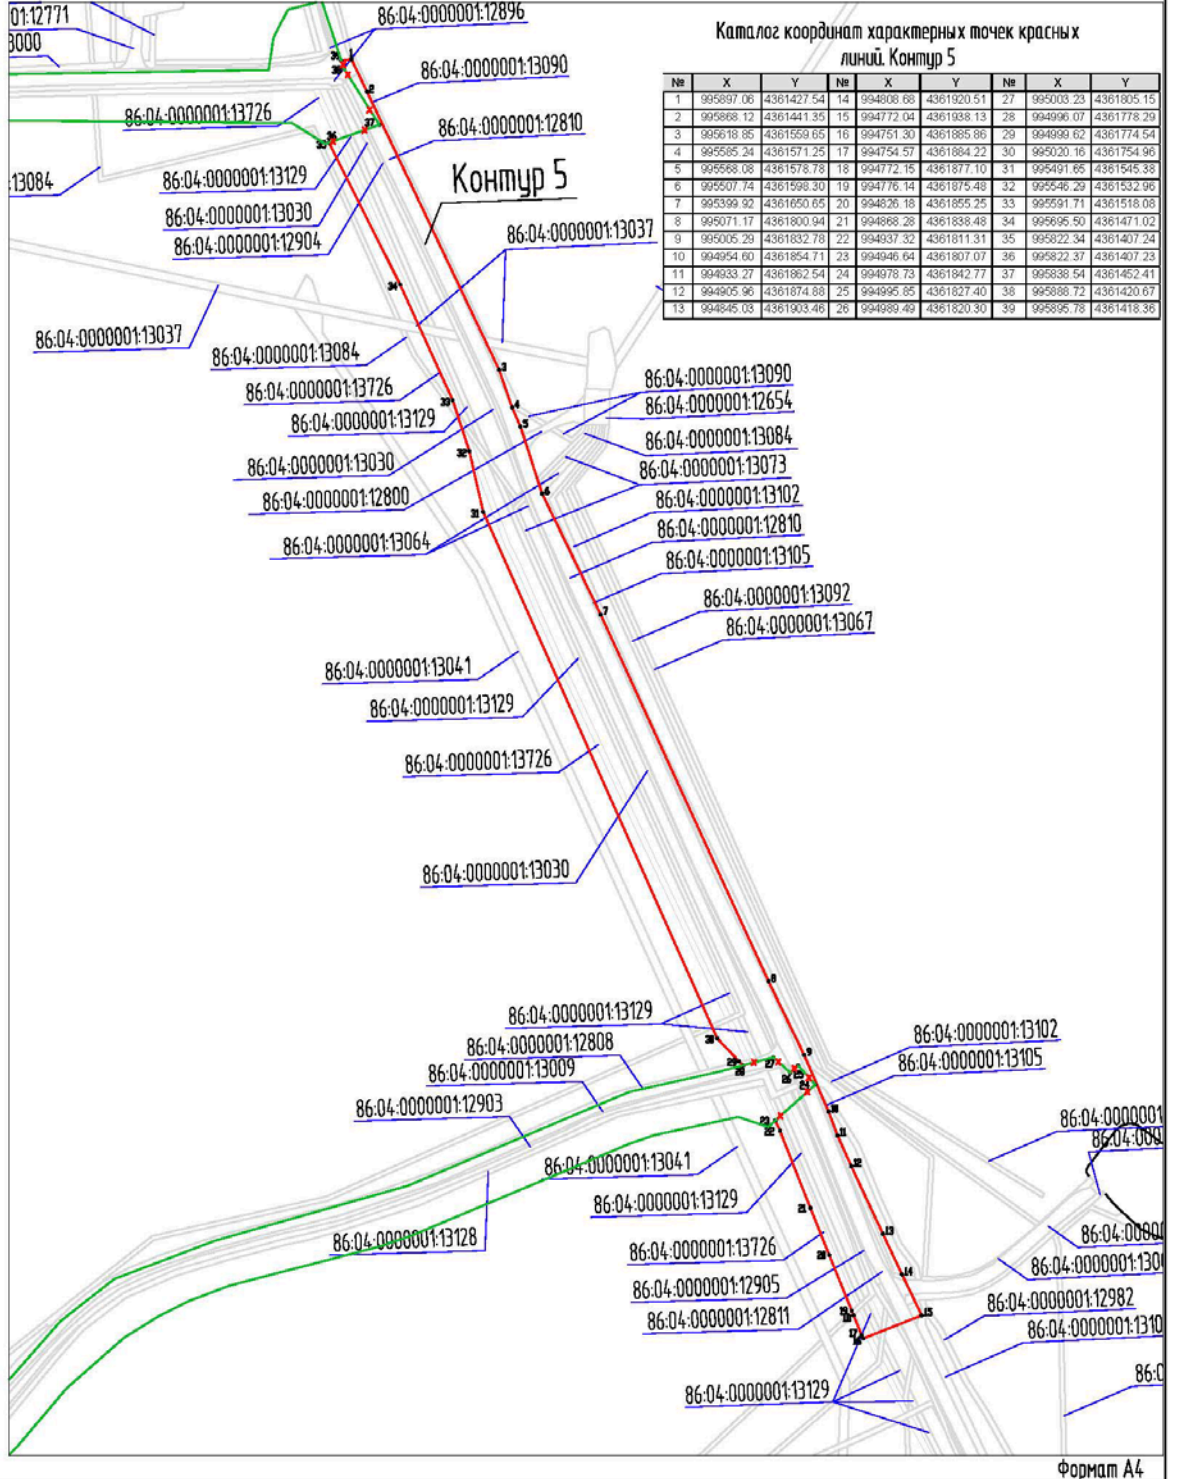 01:12771
3000
86:04:0000001:12896
86:04:0000001:13090
86:04:0000001:13726
86:04:0000001:12810
:13084
86:04:0000001:13129
86:04:0000001:13030
86:04:0000001:12904
Контур 5
86:04:0000001:13037
86:04:0000001:13037
Каталог координат характерных точек красных
линий. Контур 5
№ X Y № X Y № X Y
1 995897.06 4361427.54 14 994808.68 4361920.51 27 995003.23 4361805.15
2 995868.12 4361441.35 15 994772.04 4361938.13 28 994996.07 4361778.29
3 995618.85 4361559.65 16 994751.30 4361885.86 29 994999.62 4361774.54
4 995585.24 4361571.25 17 994754.57 4361884.22 30 995020.16 4361754.96
5 995568.08 4361578.78 18 994772.15 4361877.10 31 995491.65 4361545.38
6 995507.74 4361598.30 19 994776.14 4361875.48 32 995546.29 4361532.96
7 995399.92 4361650.65 20 994826.18 4361855.25 33 995591.71 4361518.08
8 995071.17 4361800.94 21 994868.28 4361838.48 34 995695.50 4361471.02
9 995005.29 4361832.78 22 994937.32 4361811.31 35 995822.34 4361407.24
10 994954.60 4361854.71 23 994946.64 4361807.07 36 995822.37 4361407.23
11 994933.27 4361862.54 24 994978.73 4361842.77 37 995838.54 4361452.41
12 994905.96 4361874.88 25 994995.85 4361827.40 38 995888.72 4361420.67
13 994845.03 4361903.46 26 994989.49 4361820.30 39 995895.78 4361418.36
86:04:0000001:13084
86:04:0000001:13726
86:04:0000001:13129
86:04:0000001:13030
86:04:0000001:12800
86:04:0000001:13064
86:04:0000001:13090
86:04:0000001:12654
86:04:0000001:13084
86:04:0000001:13073
86:04:0000001:13102
86:04:0000001:12810
86:04:0000001:13105
86:04:0000001:13092
86:04:0000001:13067
86:04:0000001:13041
86:04:0000001:13129
86:04:0000001:13726
86:04:0000001:13030
86:04:0000001:13129
86:04:0000001:12808
86:04:0000001:13009
86:04:0000001:12903
86:04:0000001:13102
86:04:0000001:13105
86:04:0000001
86:04:000
86:04:0000001:13041
86:04:0000001:13129
86:04:0000001:13128
86:04:0000001:13726
86:04:0000001:12905
86:04:0000001:12811
86:04:0000
86:04:0000001:130
86:04:0000001:12982
86:04:0000001:1310
86:0
86:04:0000001:13129
Формат А4